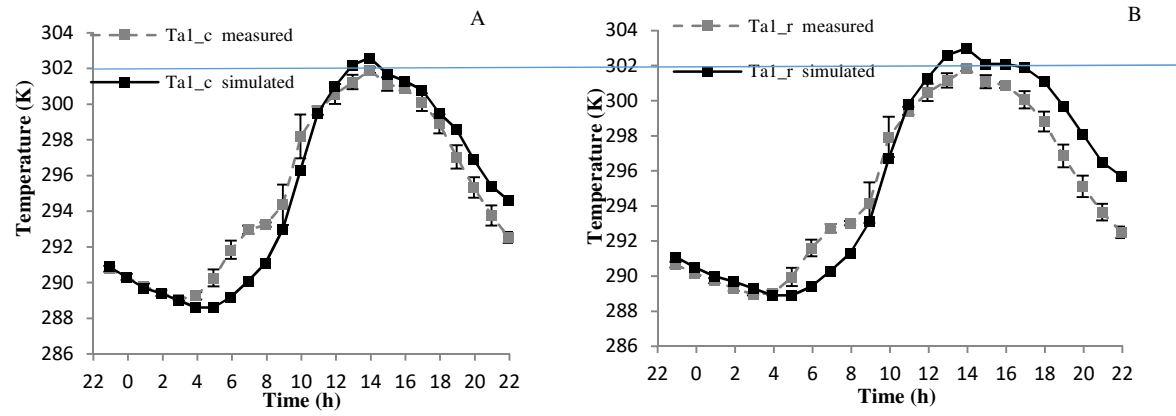 A
Ta1_c measured
Ta1_c simulated
304
302
300
298
296
294
292
290
288
286
Temperature (K)
22 0 2 4 6 8 10 12 14 16 18 20 22
Time (h)
B
Ta1_r measured
Ta1_r simulated
304
302
300
298
296
294
292
290
288
286
Temperature (K)
22 0 2 4 6 8 10 12 14 16 18 20 22
Time (h)